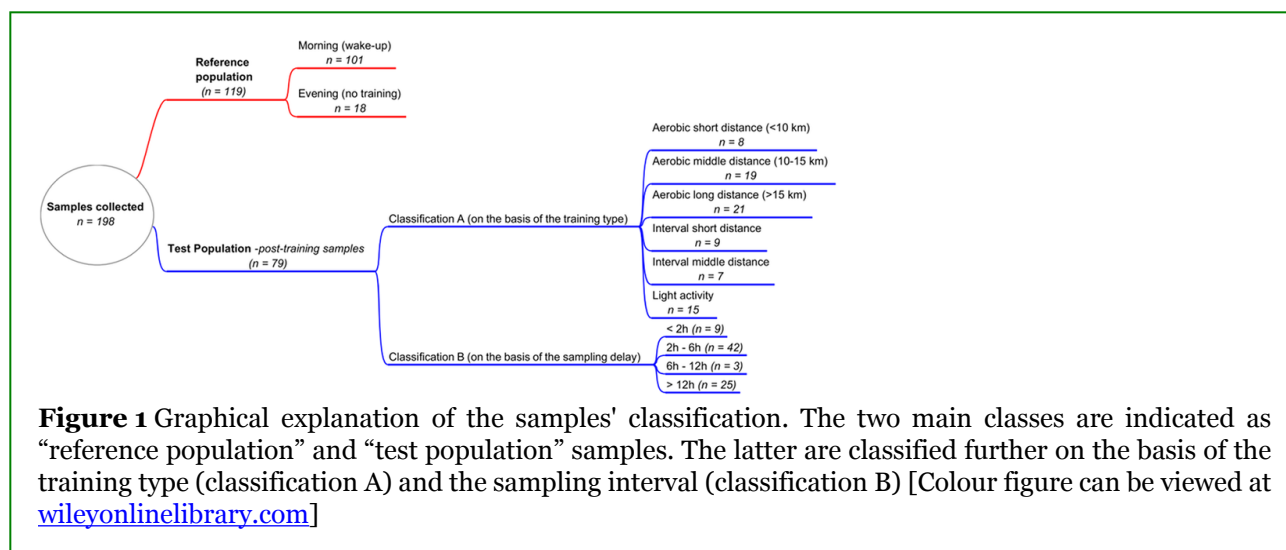 Morning (wake-up)
n = 101
Reference
population
(n = 119)
Evening (no training)
n = 18
Samples collected
n = 198
Test Population -post-training samples
(n = 79)
Classification A (on the basis of the training type)
Aerobic short distance (<10 km)
n = 8
Aerobic middle distance (10-15 km)
n = 19
Aerobic long distance (>15 km)
n = 21
Interval short distance
n = 9
Interval middle distance
n = 7
Light activity
n = 15
Classification B (on the basis of the sampling delay)
< 2h (n = 9)
2h - 6h (n = 42)
6h - 12h (n = 3)
> 12h (n = 25)
Figure 1 Graphical explanation of the samples' classification. The two main classes are indicated as
“reference population” and “test population” samples. The latter are classified further on the basis of the
training type (classification A) and the sampling interval (classification B) [Colour figure can be viewed at
wileyonlinelibrary.com]